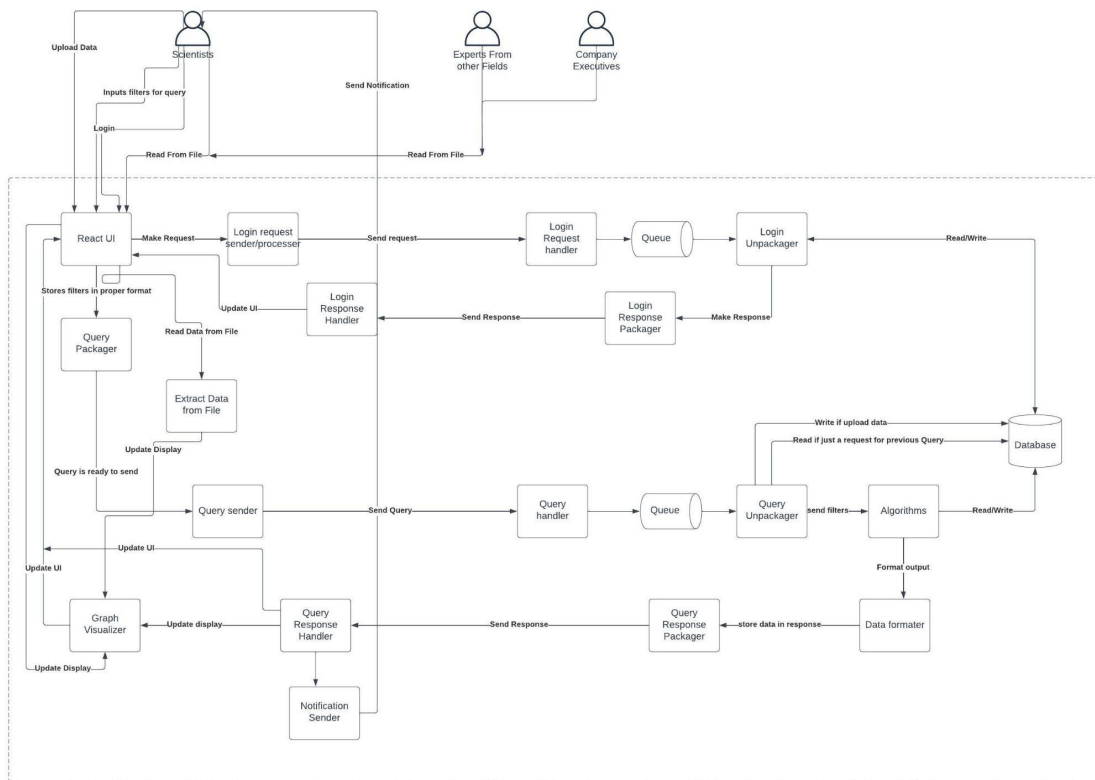 Upload Data
Scientists
Experts From
other Fields
Company
Executives
Send Notification
Inputs filters for query
Login
Read From File
Read From File
React UI
Make Request
Login request
sender/processer
Send request
Login
Request
handler
Queue
Login
Unpackager
Read/Write
Stores filters in proper format
Update UI
Login
Response
Handler
Send Response
Login
Response
Packager
Make Response
Query
Packager
Read Data from File
Extract Data
from File
Update Display
Write if upload data
Read if just a request for previous Query
Database
Query is ready to send
Query sender
Send Query
Query
handler
Queue
Query
Unpackager
send filters
Algorithms
Read/Write
Update UI
Update UI
Format output
Graph
Visualizer
Update display
Query
Response
Handler
Send Response
Query
Response
Packager
store data in response
Data formater
Update Display
Notification
Sender